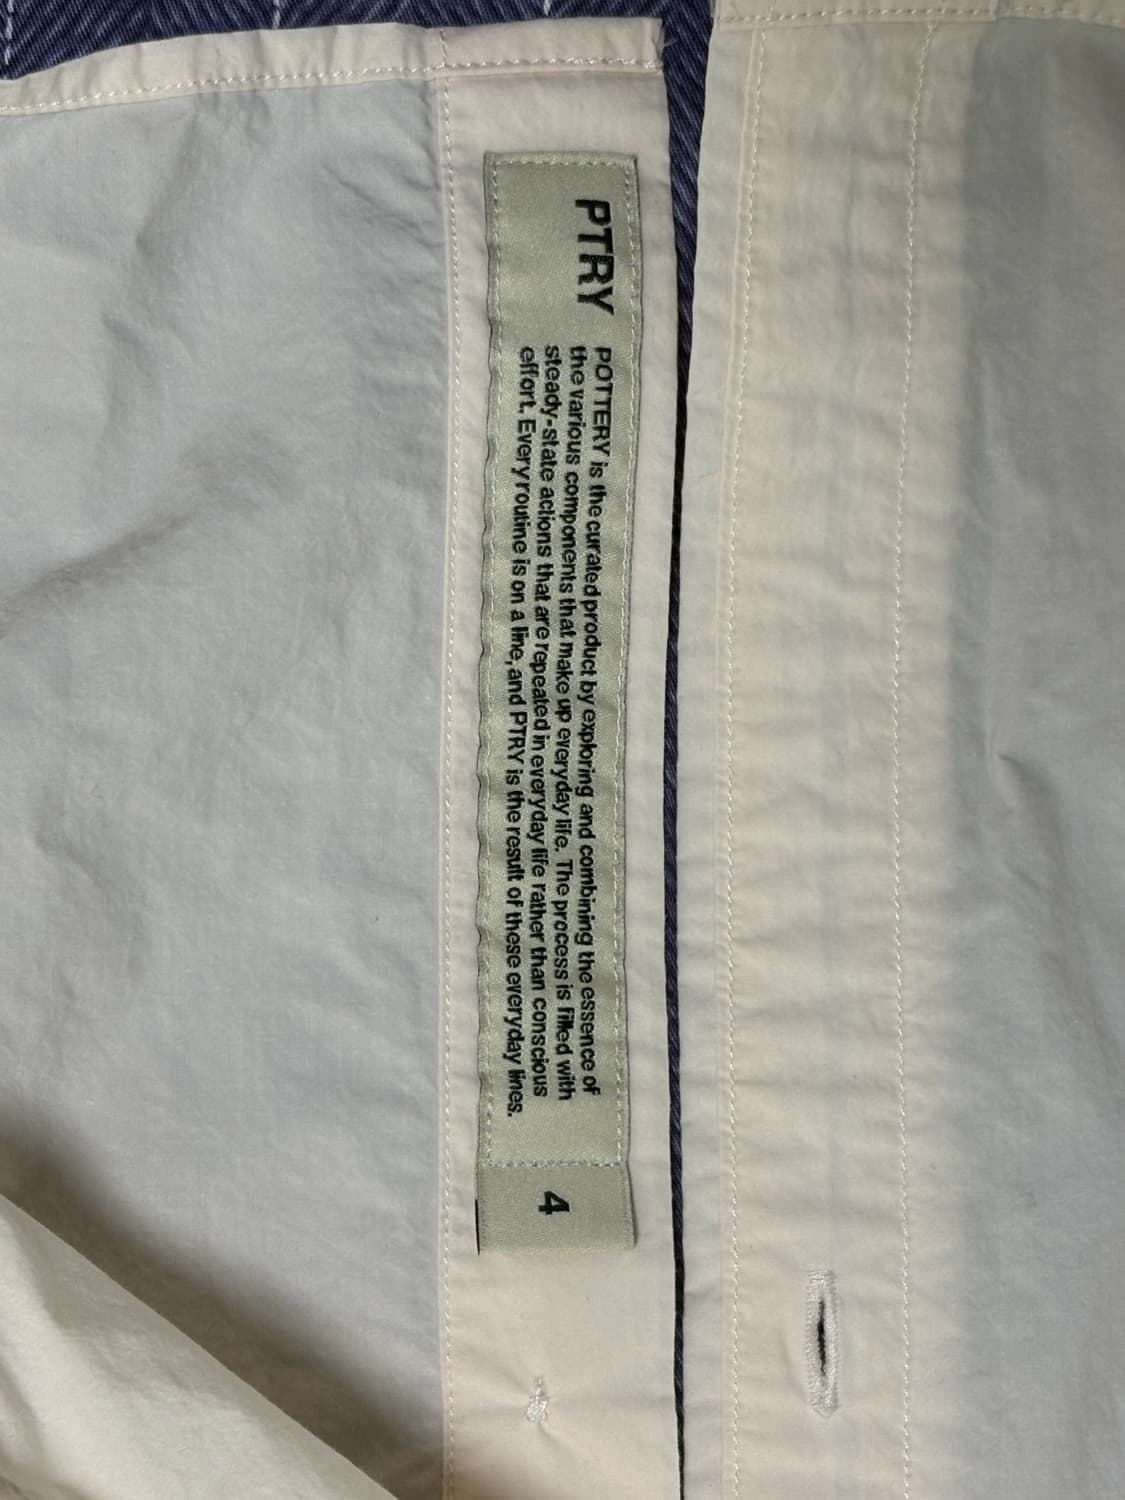 PTRY
POTTERY is the curated product by exploring and combining the essence of
the various components that make up everyday life. The process is filled with
steady-state actions that are repeated in everyday life rather than conscious
effort. Every routine is on a line, and PTRY is the result of these everyday lines.
4